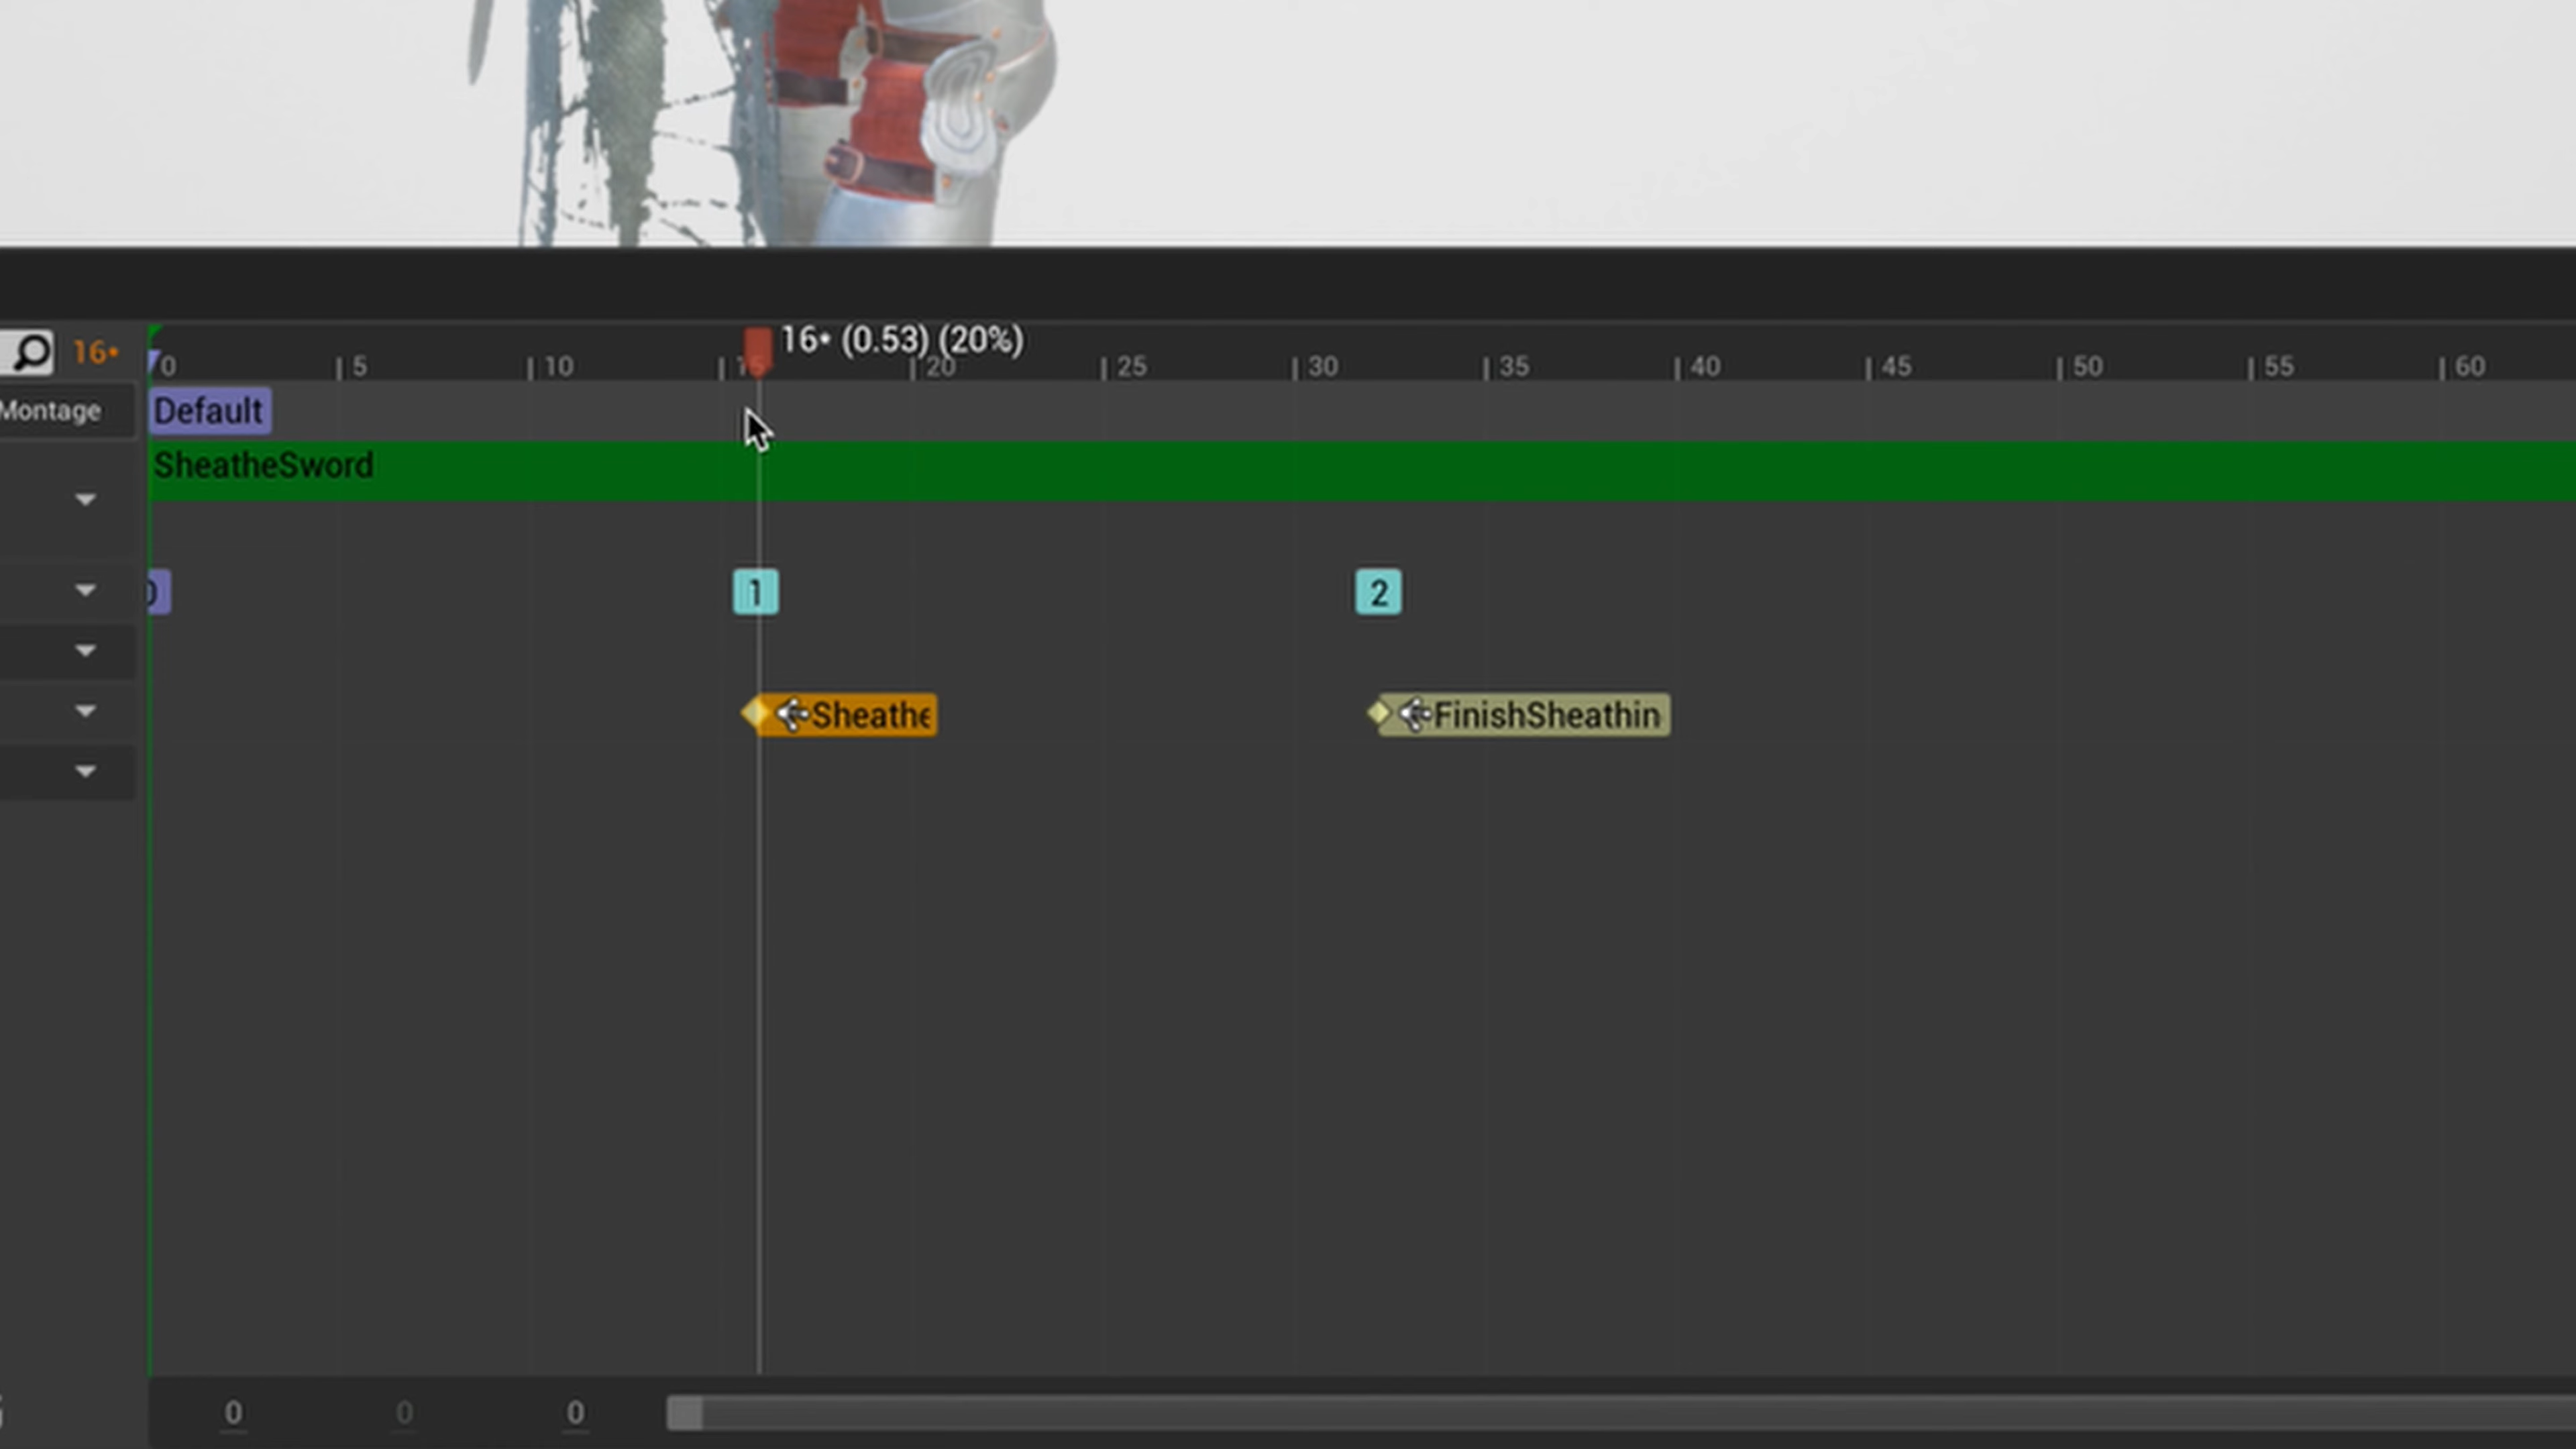 16• (0.53) (20%)
16• 0 5 10 15 20 25 30 35 40 45 50 55 60
Montage Default
SheatheSword
1 2
Sheathe FinishSheathin
0 0 0